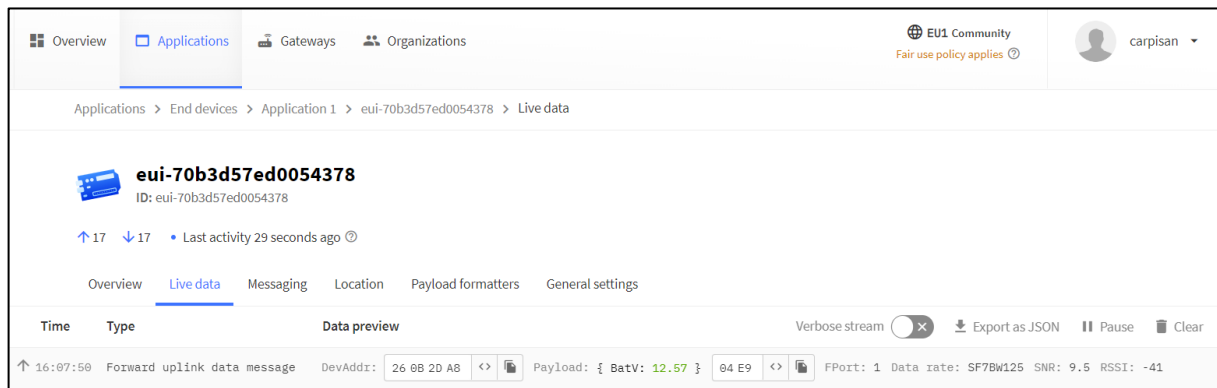 Overview Applications Gateways Organizations EU1 Community Fair use policy applies carpisan
Applications > End devices > Application 1 > eui-70b3d57ed0054378 > Live data
eui-70b3d57ed0054378
ID: eui-70b3d57ed0054378
↑ 17 ↓ 17 • Last activity 29 seconds ago
Overview Live data Messaging Location Payload formatters General settings
Time Type Data preview Verbose stream Export as JSON Pause Clear
↑ 16:07:50 Forward uplink data message DevAddr: 26 0B 2D A8 <> Payload: { BatV: 12.57 } 04 E9 <> FPort: 1 Data rate: SF7BW125 SNR: 9.5 RSSI: -41